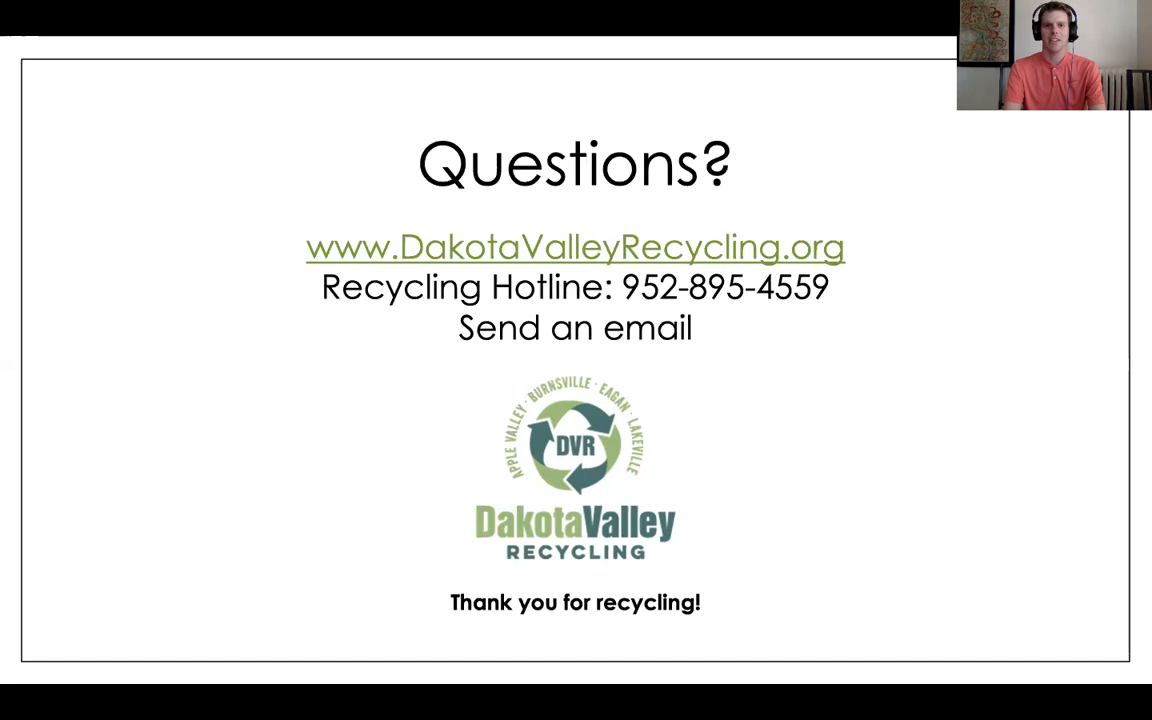 Questions?
www.DakotaValleyRecycling.org
Recycling Hotline: 952-895-4559
Send an email
APPLE VALLEY · BURNSVILLE · EAGAN · LAKEVILLE
DVR
DakotaValley
RECYCLING
Thank you for recycling!